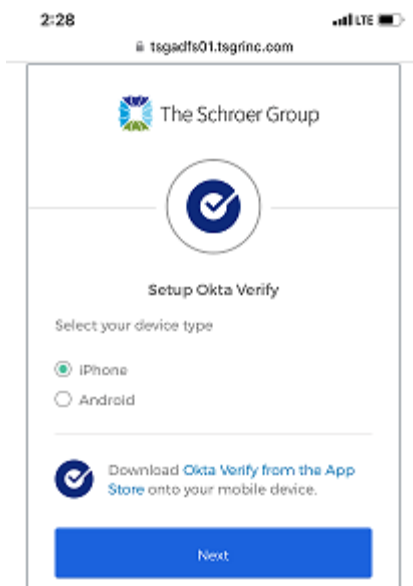 2:28
LTE
tsgadfs01.tsgrinc.com
The Schroer Group
Setup Okta Verify
Select your device type
iPhone
Android
Download Okta Verify from the App
Store onto your mobile device.
Next